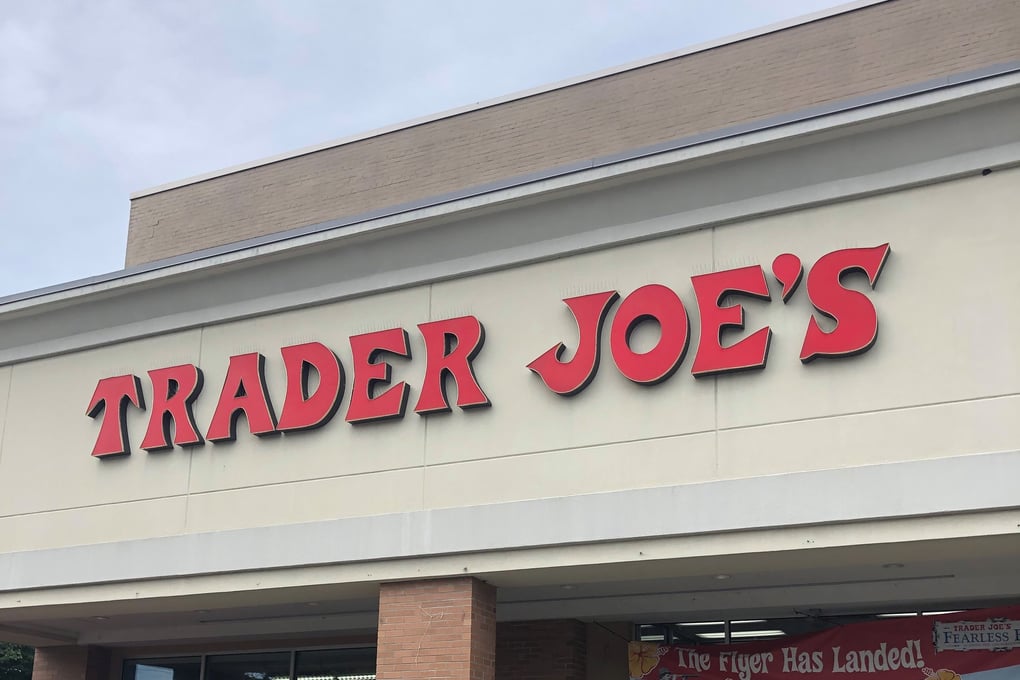 TRADER JOE'S
TRADER JOE'S
FEARLESS
The Flyer Has Landed!